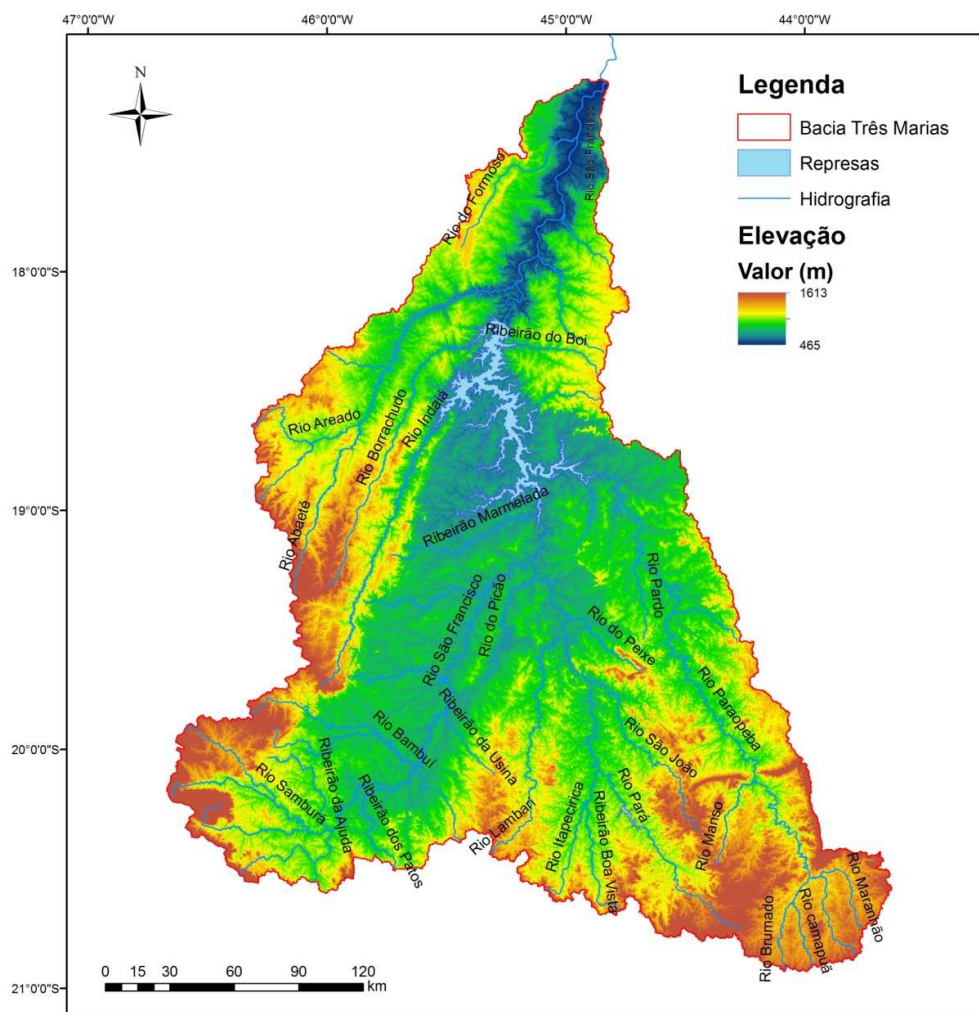 47°0'0"W
46°0'0"W
45°0'0"W
44°0'0"W
N
Legenda
Bacia Três Marias
Represas
Hidrografia
Elevação
Valor (m)
1613
465
18°0'0"S
19°0'0"S
20°0'0"S
21°0'0"S
Rio São Francisco
Rio do Formoso
Ribeirão do Boi
Rio Areado
Rio Borrachudo
Rio Indaiá
Rio Abaeté
Ribeirão Marmelada
Rio São Francisco
Rio do Picão
Rio Pardo
Rio do Peixe
Rio Paraopeba
Ribeirão da Usina
Rio Bambuí
Rio São João
Rio Sambura
Ribeirão da Ajuda
Ribeirão dos Patos
Rio Lambari
Rio Itapecirica
Ribeirão Boa Vista
Rio Pará
Rio Manso
Rio Brumado
Rio camapuã
Rio Maranhão
0 15 30 60 90 120
km